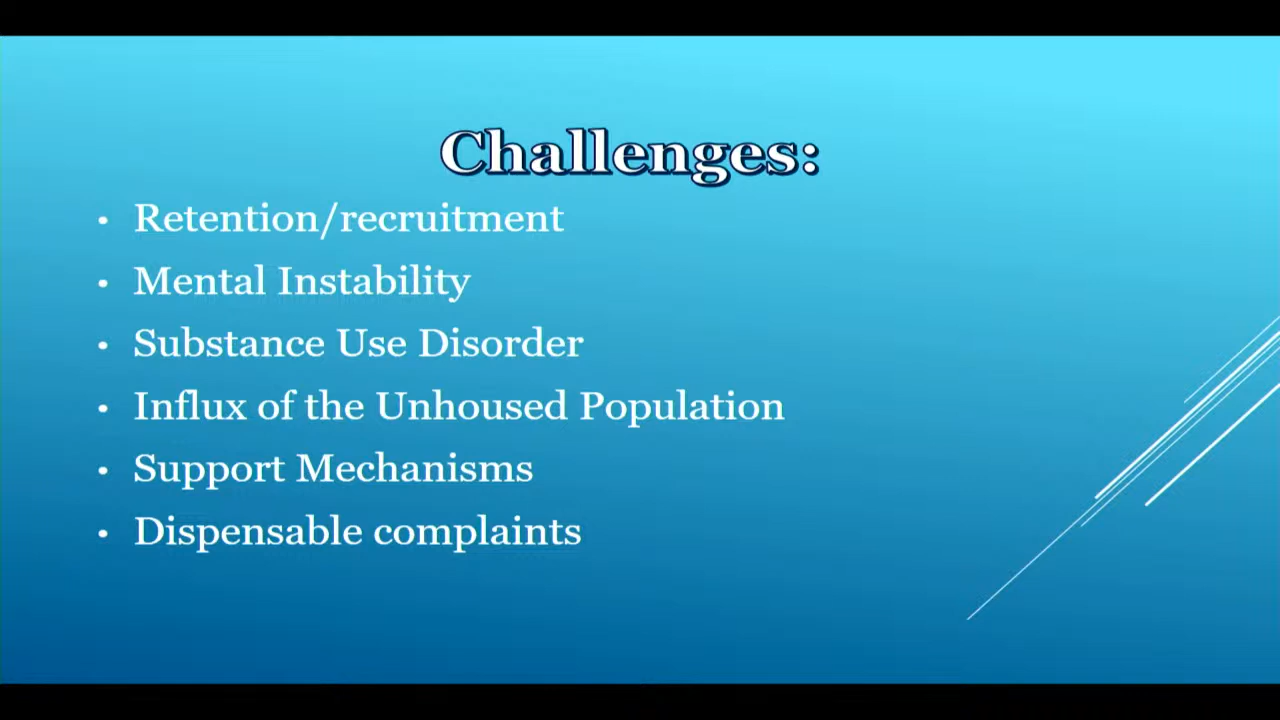 Challenges:
• Retention/recruitment
• Mental Instability
• Substance Use Disorder
• Influx of the Unhoused Population
• Support Mechanisms
• Dispensable complaints